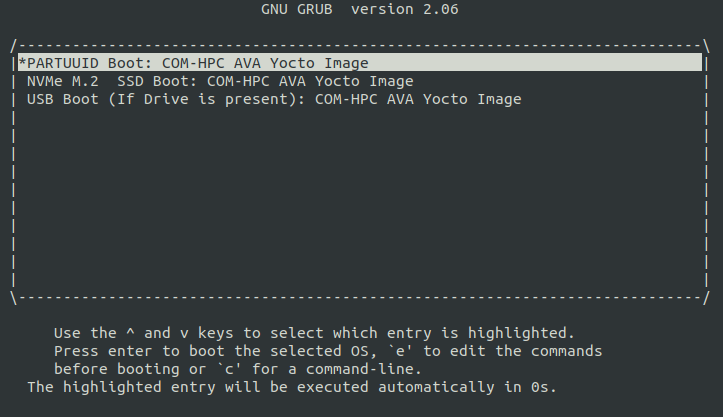 GNU GRUB  version 2.06
*PARTUUID Boot: COM-HPC AVA Yocto Image
NVMe M.2  SSD Boot: COM-HPC AVA Yocto Image
USB Boot (If Drive is present): COM-HPC AVA Yocto Image
Use the ^ and v keys to select which entry is highlighted.
Press enter to boot the selected OS, `e' to edit the commands
before booting or `c' for a command-line.
The highlighted entry will be executed automatically in 0s.